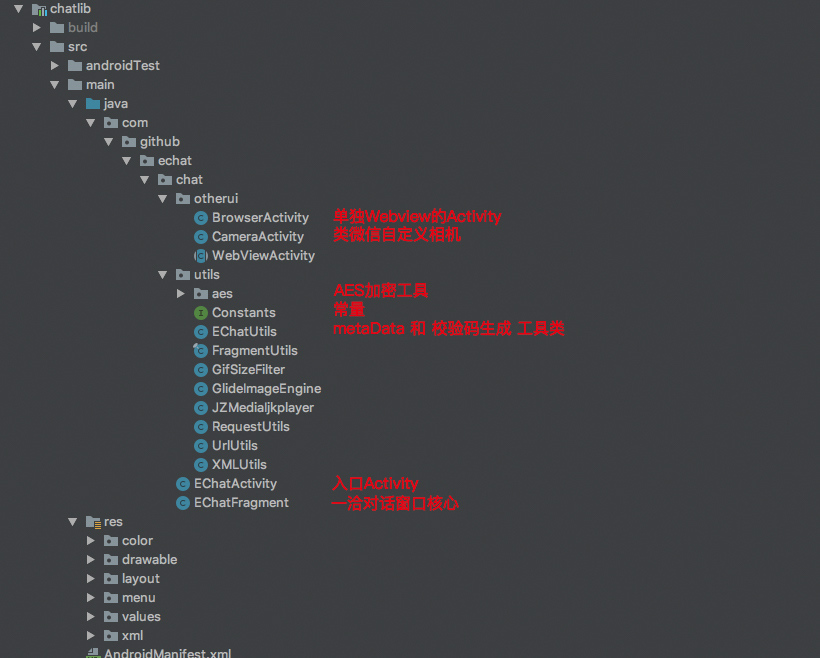 chatlib
build
src
androidTest
main
java
com
github
echat
chat
otherui
BrowserActivity 单独Webview的Activity
CameraActivity 类微信自定义相机
WebViewActivity
utils
aes AES加密工具
Constants 常量
EChatUtils metaData 和 校验码生成 工具类
FragmentUtils
GifSizeFilter
GlideImageEngine
JZMediaIjkplayer
RequestUtils
UrlUtils
XMLUtils
EChatActivity 入口Activity
EChatFragment 一洽对话窗口核心
res
color
drawable
layout
menu
values
xml
AndroidManifest.xml